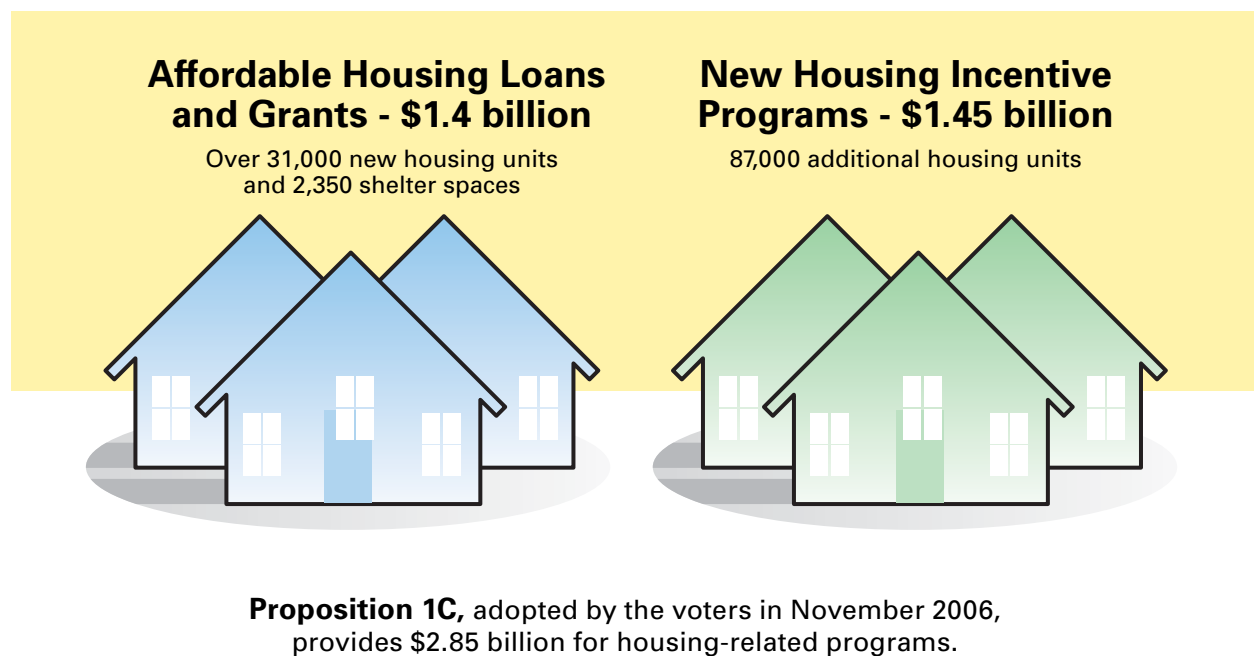 Affordable Housing Loans
and Grants - $1.4 billion
Over 31,000 new housing units
and 2,350 shelter spaces
New Housing Incentive
Programs - $1.45 billion
87,000 additional housing units
Proposition 1C, adopted by the voters in November 2006,
provides $2.85 billion for housing-related programs.